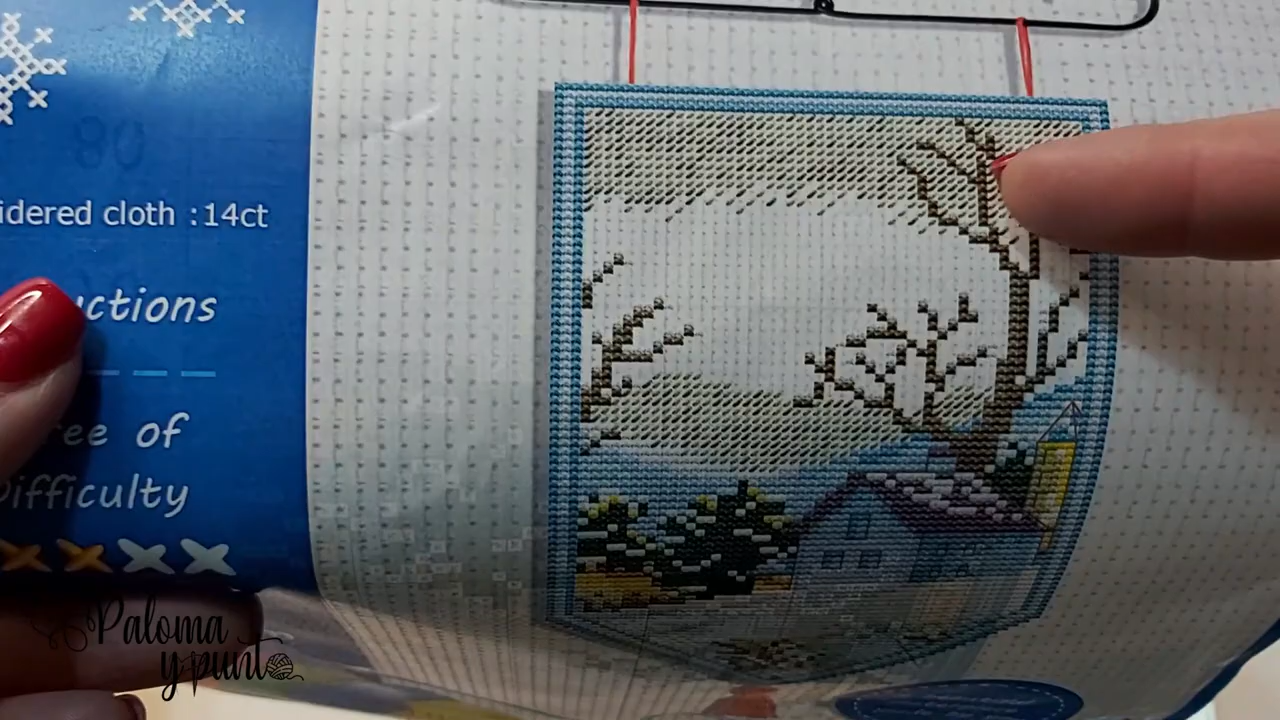 idered cloth :14ct
uctions
ree of
Difficulty
Paloma
y punto